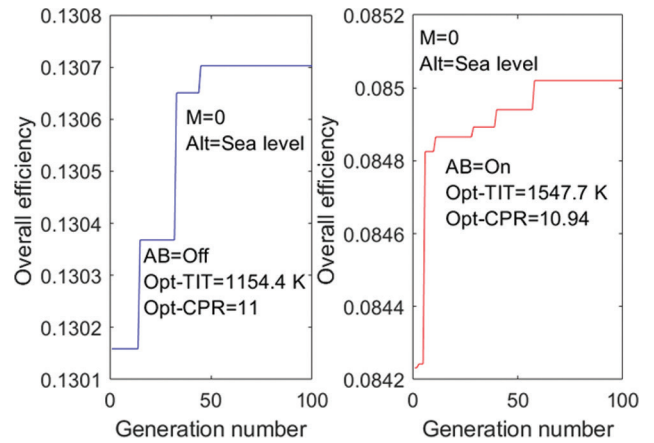 0.1308
0.1307
0.1306
0.1305
0.1304
0.1303
0.1302
0.1301
Overall efficiency
M=0
Alt=Sea level
AB=Off
Opt-TIT=1154.4 K
Opt-CPR=11
0
50
100
Generation number
0.0852
0.085
0.0848
0.0846
0.0844
0.0842
Overall efficiency
M=0
Alt=Sea level
AB=On
Opt-TIT=1547.7 K
Opt-CPR=10.94
0
50
100
Generation number